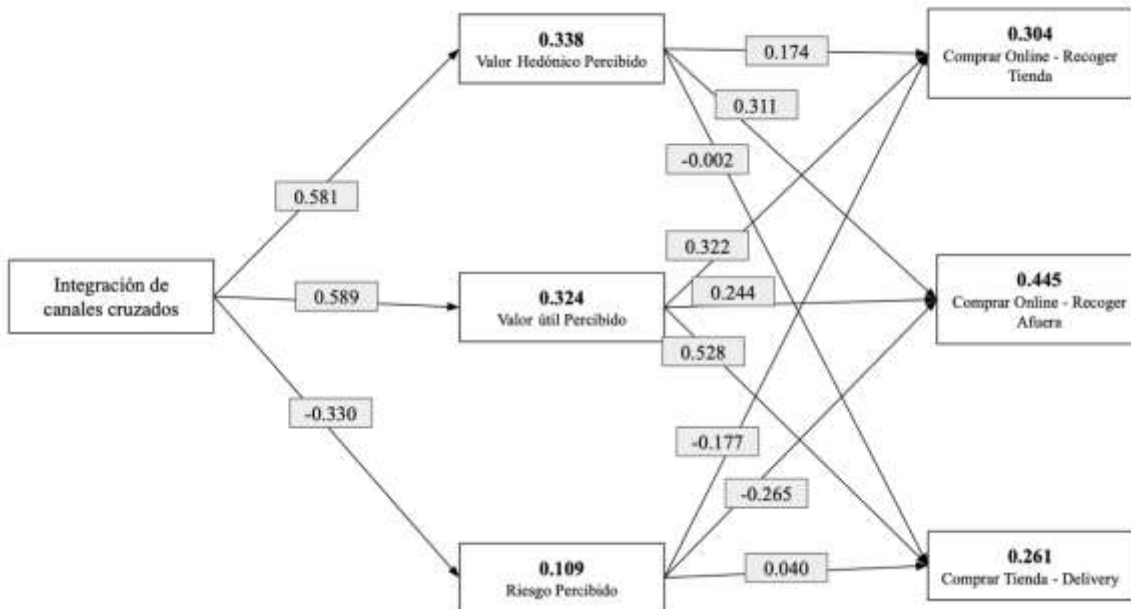 0.338
Valor Hedónico Percibido
0.304
Comprar Online - Recoger
Tienda
0.174
0.311
-0.002
0.581
0.322
Integración de
canales cruzados
0.589
0.324
Valor útil Percibido
0.244
0.445
Comprar Online - Recoger
Afuera
0.528
-0.330
-0.177
-0.265
0.109
Riesgo Percibido
0.040
0.261
Comprar Tienda - Delivery